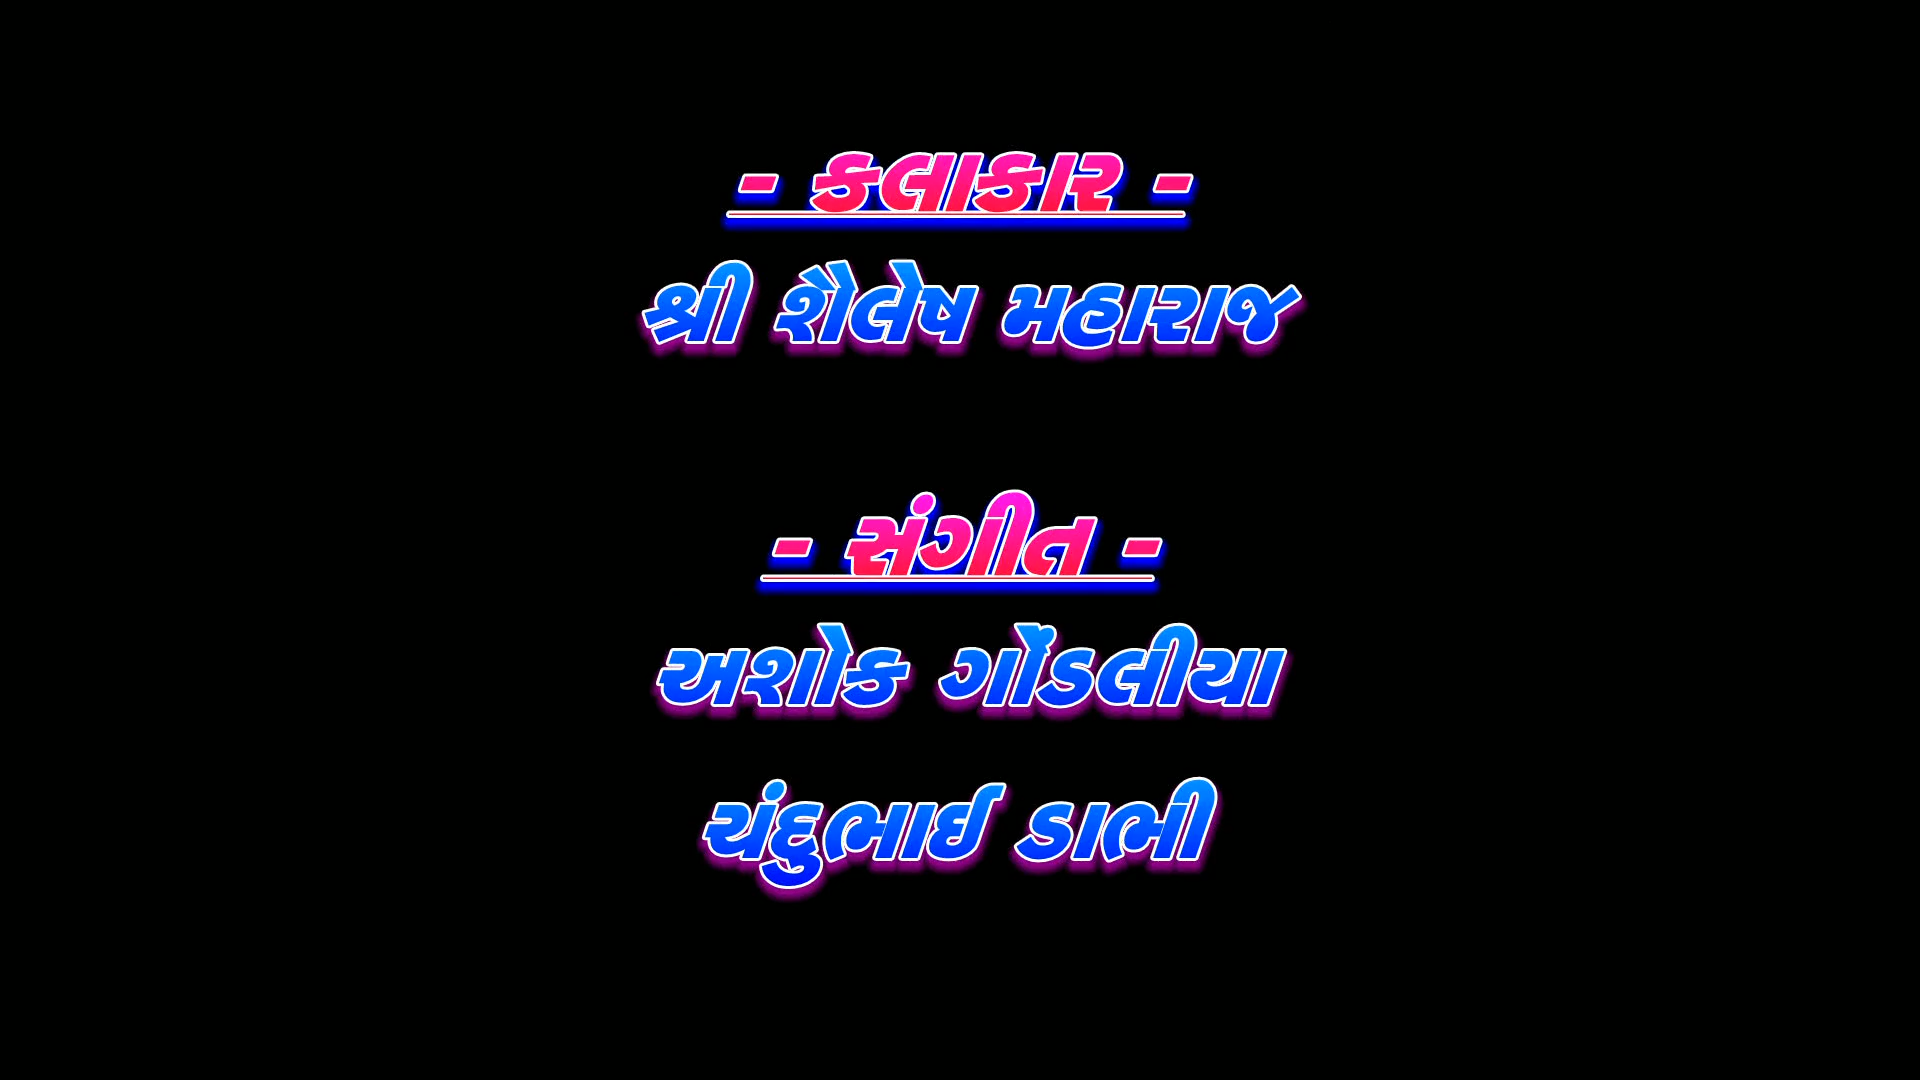 - કલાકાર -
શ્રી શૈલેષ મહારાજ
- સંગીત -
અશોક ગોંડલીયા
ચંદુભાઈ ડાભી